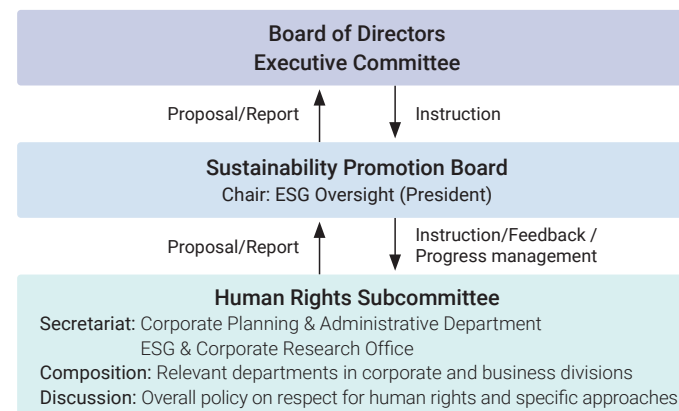 Board of Directors
Executive Committee
Proposal/Report
Instruction
Sustainability Promotion Board
Chair: ESG Oversight (President)
Proposal/Report
Instruction/Feedback /
Progress management
Human Rights Subcommittee
Secretariat: Corporate Planning & Administrative Department
ESG & Corporate Research Office
Composition: Relevant departments in corporate and business divisions
Discussion: Overall policy on respect for human rights and specific approaches